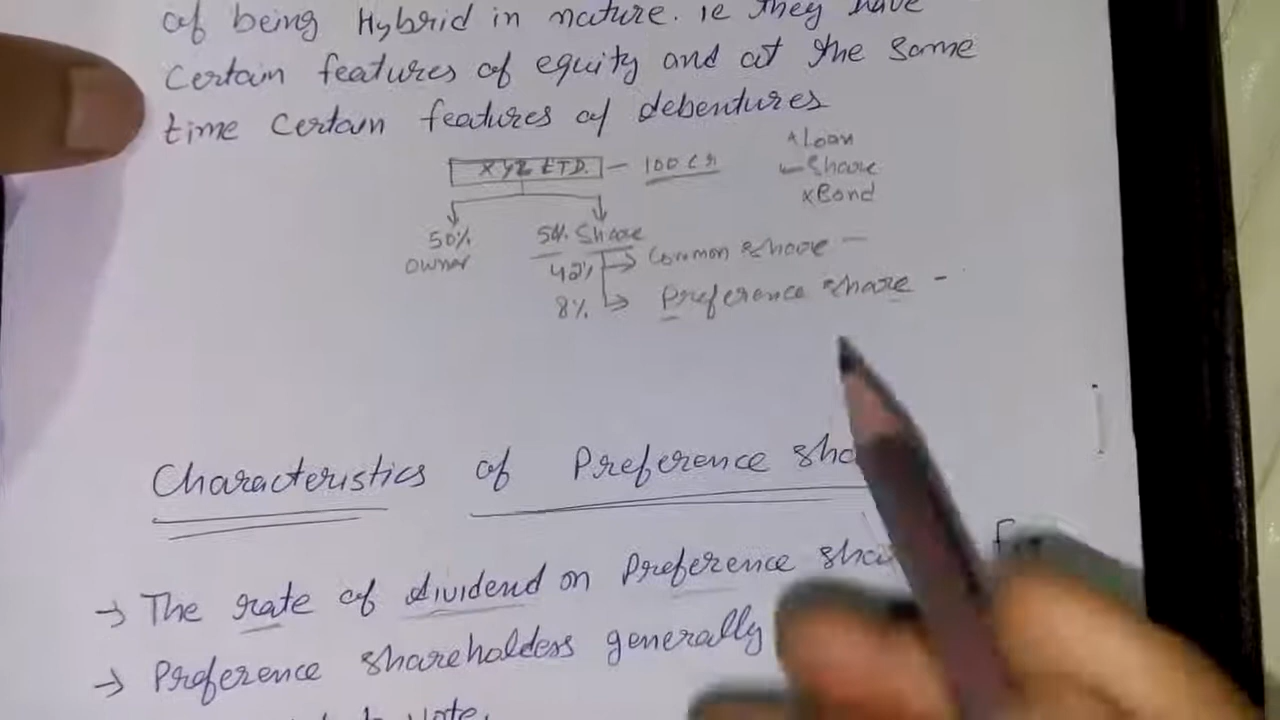 of being Hybrid in nature. ie they have
Certain features of equity and at the same
time Certain features of debentures
XYZ LTD. — 100 Cr
Loan
Share
x Bond
50%
owner
50% Share
42% → Common share —
8% → Preference share -
Characteristics of Preference sha
→ The rate of dividend on Preference sha
→ Preference shareholders generally
vote.